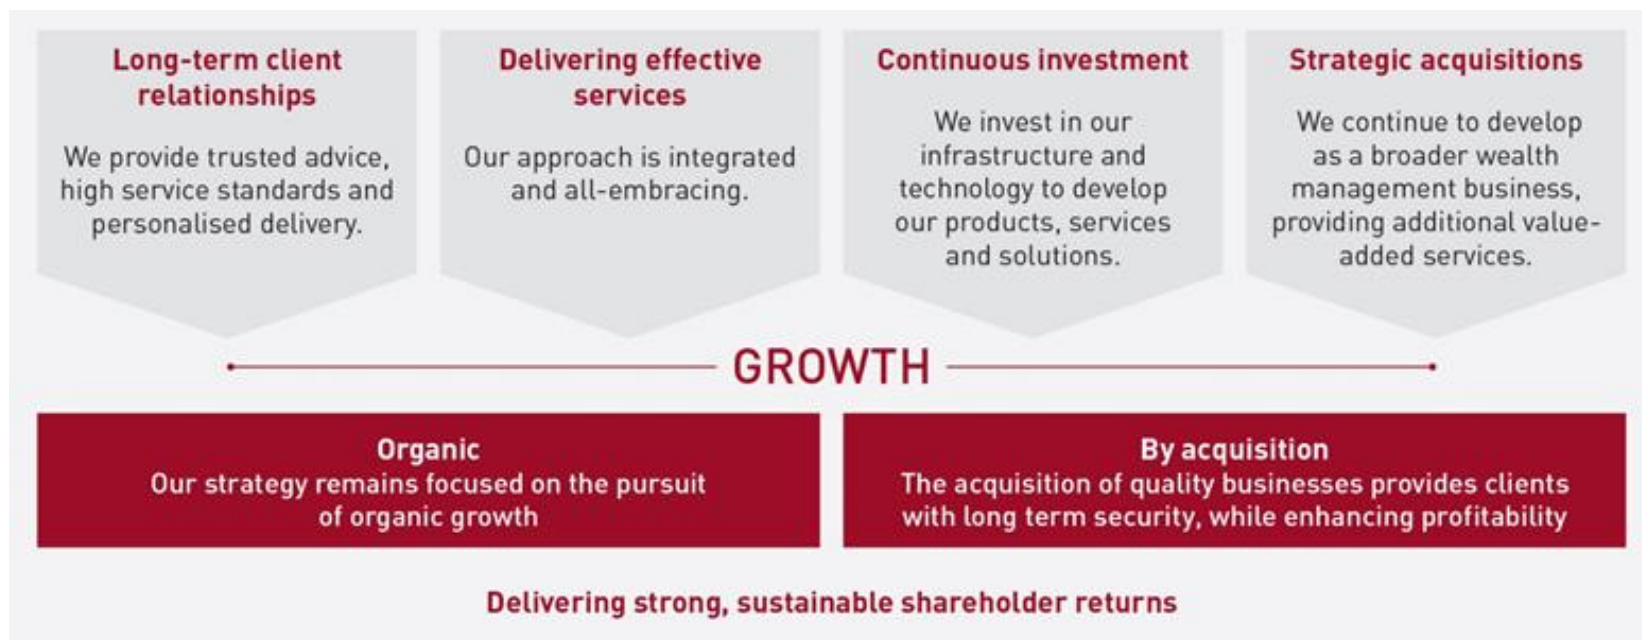 Long-term client
relationships
We provide trusted advice,
high service standards and
personalised delivery.
Delivering effective
services
Our approach is integrated
and all-embracing.
Continuous investment
We invest in our
infrastructure and
technology to develop
our products, services
and solutions.
Strategic acquisitions
We continue to develop
as a broader wealth
management business,
providing additional value-
added services.
GROWTH
Organic
Our strategy remains focused on the pursuit
of organic growth
By acquisition
The acquisition of quality businesses provides clients
with long term security, while enhancing profitability
Delivering strong, sustainable shareholder returns